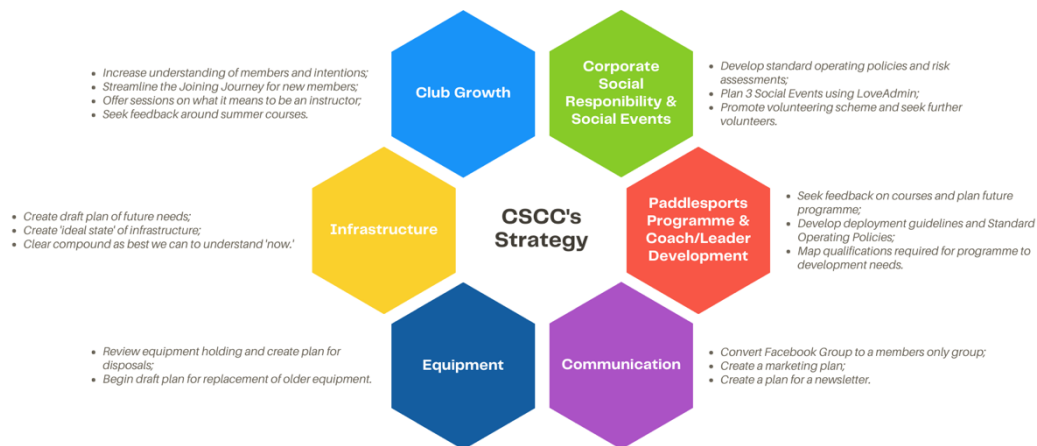 CSCC's
Strategy
Club Growth
• Increase understanding of members and intentions;
• Streamline the Joining Journey for new members;
• Offer sessions on what it means to be an instructor;
• Seek feedback around summer courses.
Corporate
Social
Responibility &
Social Events
• Develop standard operating policies and risk
assessments;
• Plan 3 Social Events using LoveAdmin;
• Promote volunteering scheme and seek further
volunteers.
Infrastructure
• Create draft plan of future needs;
• Create 'ideal state' of infrastructure;
• Clear compound as best we can to understand 'now.'
Paddlesports
Programme &
Coach/Leader
Development
• Seek feedback on courses and plan future
programme;
• Develop deployment guidelines and Standard
Operating Policies;
• Map qualifications required for programme to
development needs.
Equipment
• Review equipment holding and create plan for
disposals;
• Begin draft plan for replacement of older equipment.
Communication
• Convert Facebook Group to a members only group;
• Create a marketing plan;
• Create a plan for a newsletter.